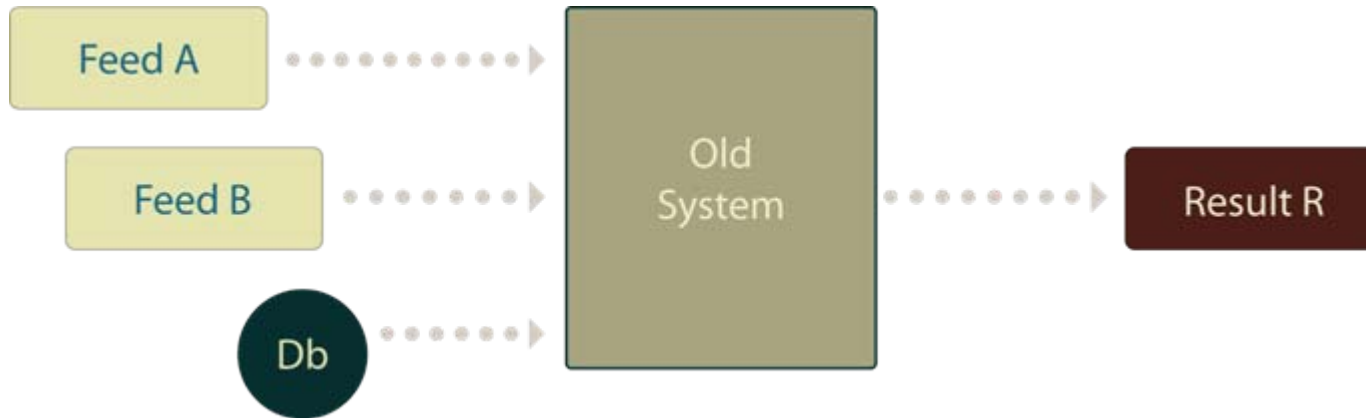 Feed A
Feed B
Db
Old
System
Result R